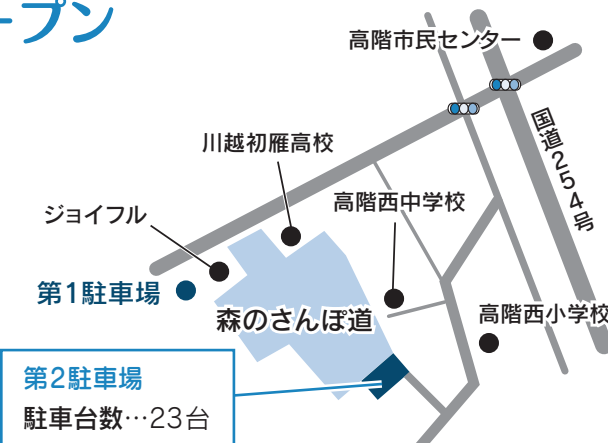 ープン
高階市民センター
国道254号
川越初雁高校
高階西中学校
ジョイフル
第1駐車場
森のさんぽ道
高階西小学校
第2駐車場
駐車台数…23台